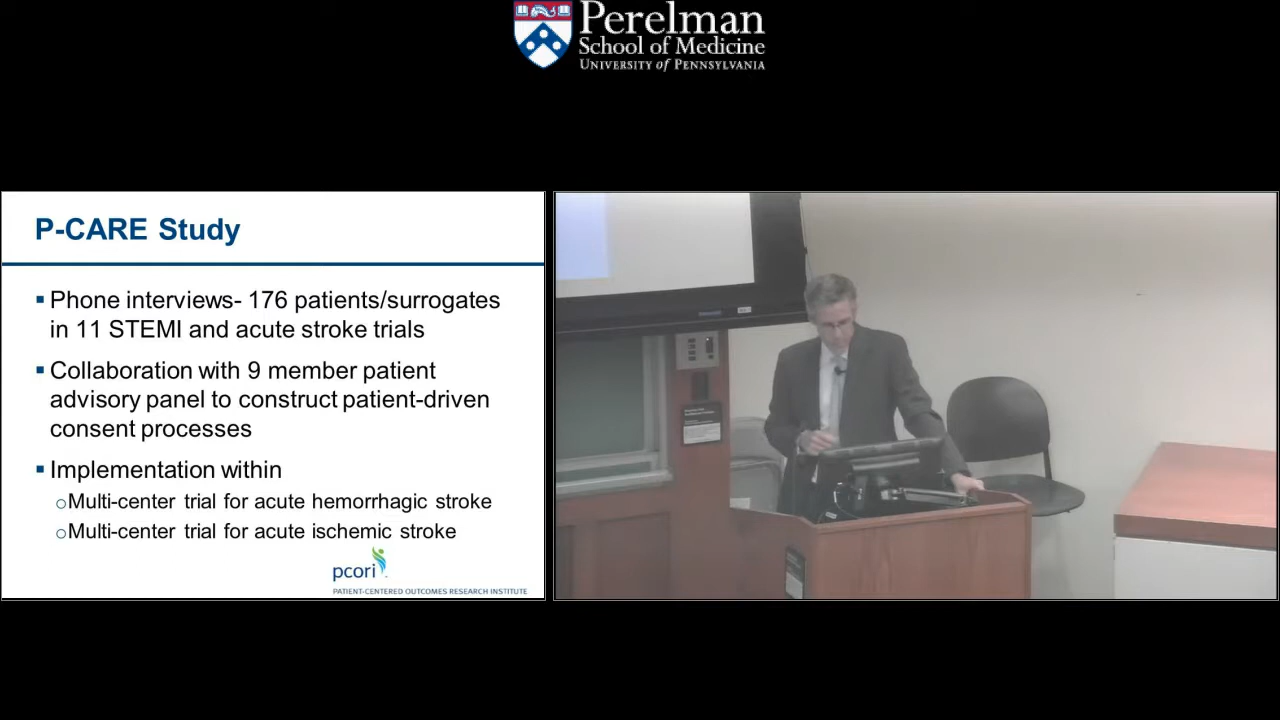 Perelman
School of Medicine
UNIVERSITY of PENNSYLVANIA
P-CARE Study
▪ Phone interviews- 176 patients/surrogates
in 11 STEMI and acute stroke trials
▪ Collaboration with 9 member patient
advisory panel to construct patient-driven
consent processes
▪ Implementation within
oMulti-center trial for acute hemorrhagic stroke
oMulti-center trial for acute ischemic stroke
pcori
PATIENT-CENTERED OUTCOMES RESEARCH INSTITUTE